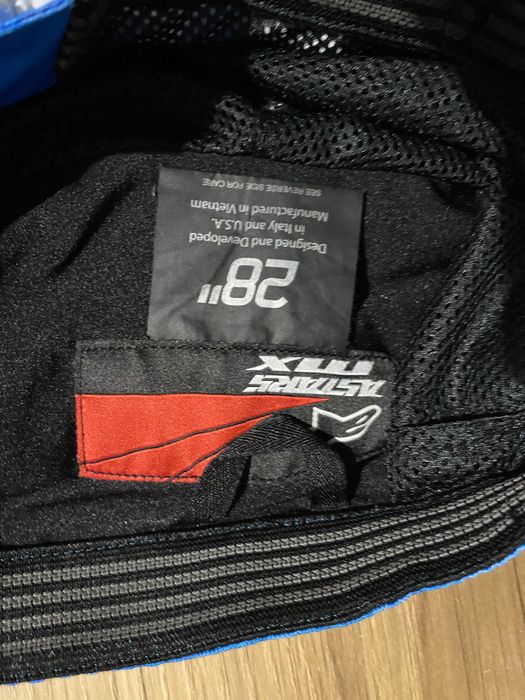 ASTARS
MX
28"
Designed and Developed
in Italy and U.S.A.
Manufactured in Vietnam
SEE REVERSE SIDE FOR CARE